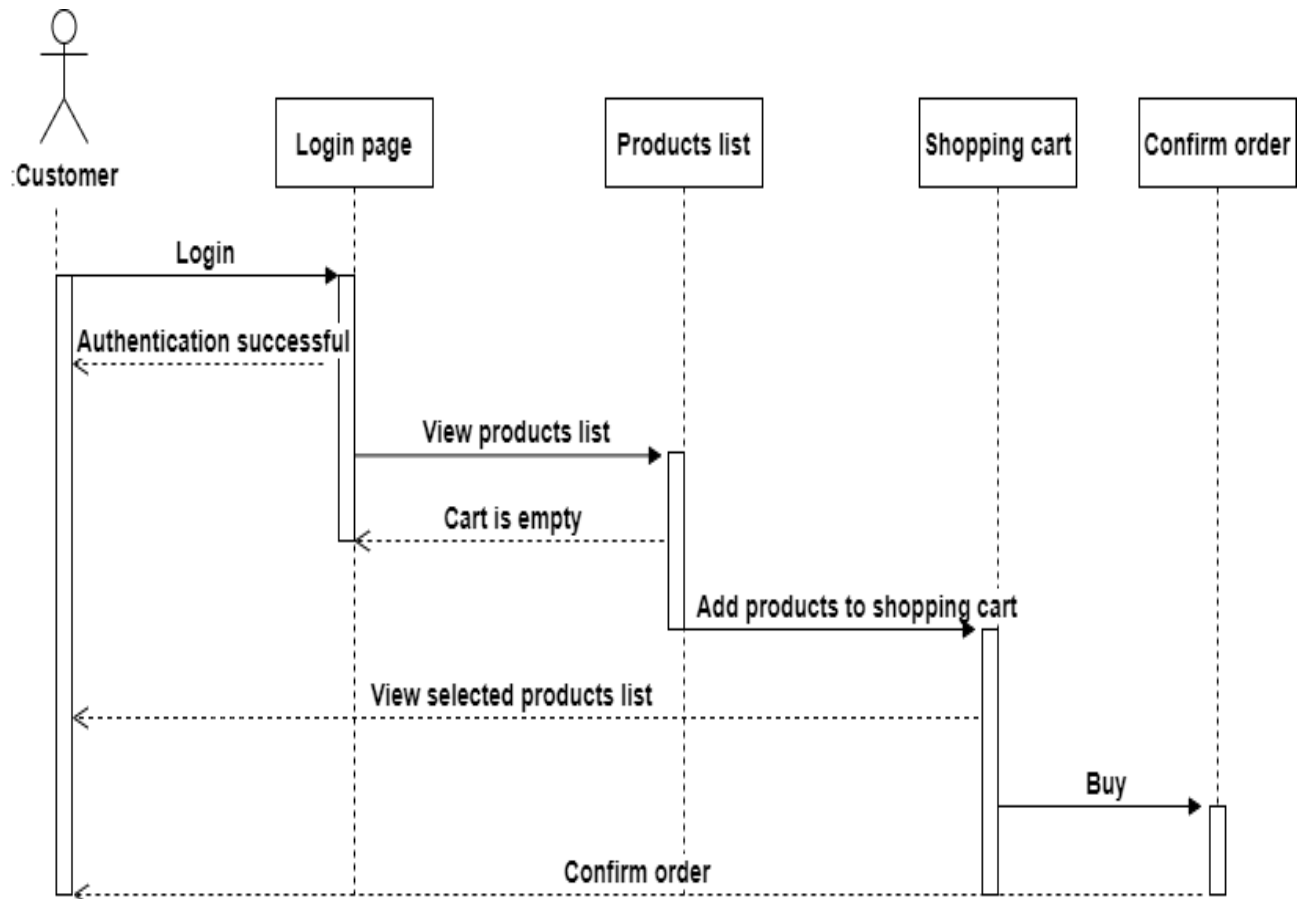 :Customer
Login page
Products list
Shopping cart
Confirm order
Login
Authentication successful
View products list
Cart is empty
Add products to shopping cart
View selected products list
Buy
Confirm order